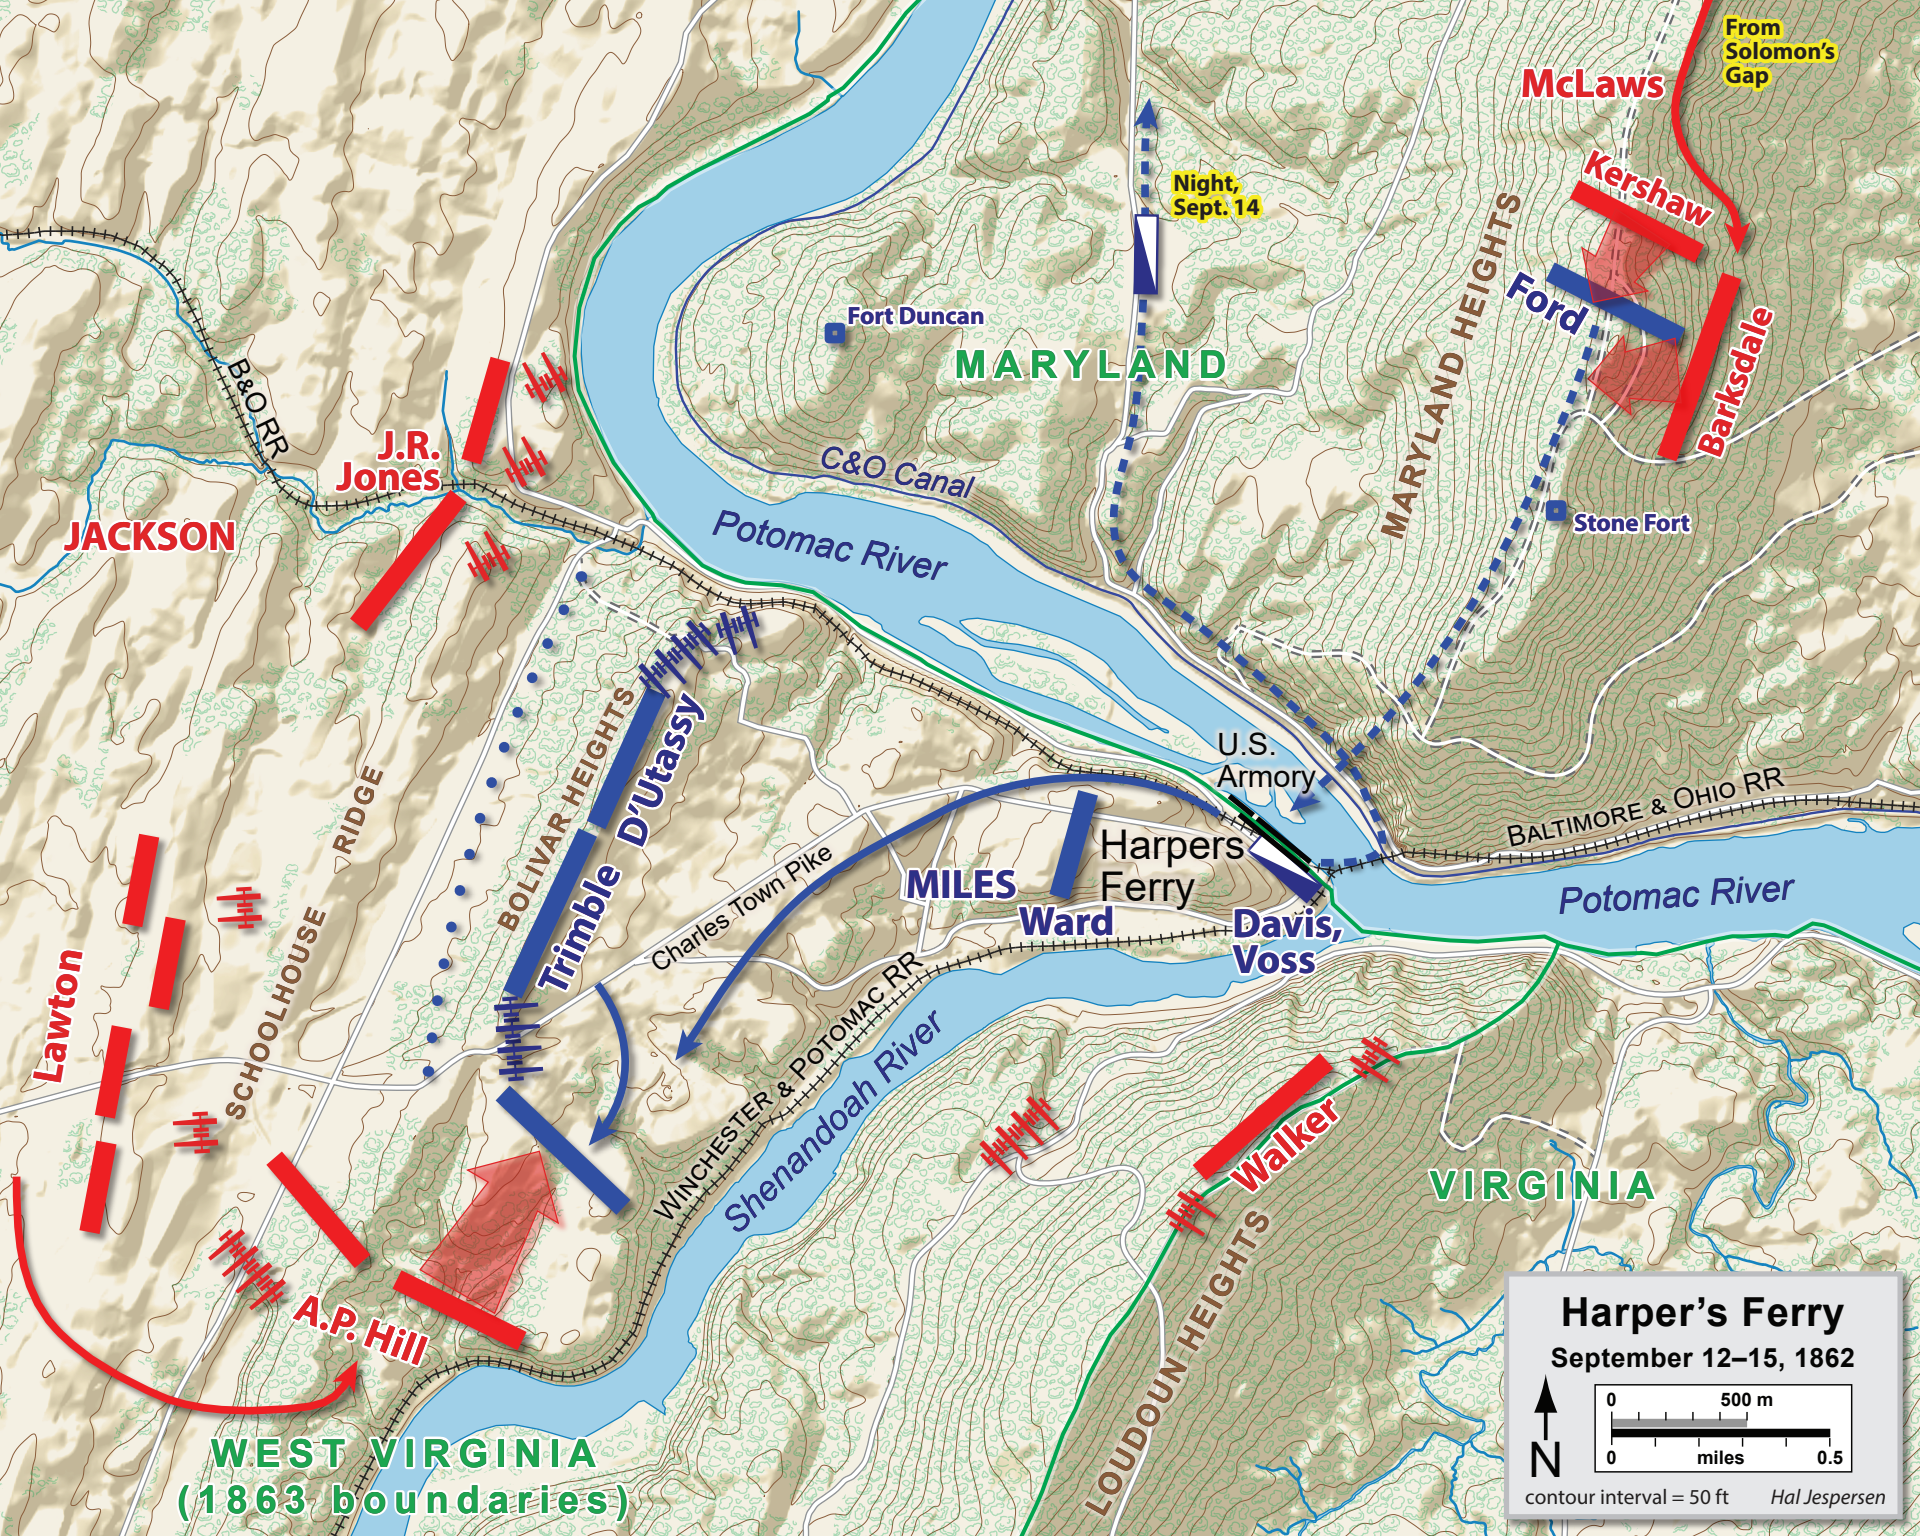 From
Solomon's
Gap
McLaws
Kershaw
Night,
Sept. 14
MARYLAND HEIGHTS
Ford
Barksdale
Fort Duncan
MARYLAND
B&O RR
J.R.
Jones
C&O Canal
JACKSON
Potomac River
Stone Fort
BOLIVAR HEIGHTS
D'Utassy
U.S.
Armory
SCHOOLHOUSE RIDGE
BALTIMORE & OHIO RR
Trimble
Charles Town Pike
Harpers
Ferry
MILES
Ward
Potomac River
Davis,
Voss
Lawton
WINCHESTER & POTOMAC RR
Shenandoah River
Walker
VIRGINIA
LOUDOUN HEIGHTS
A.P. Hill
WEST VIRGINIA
(1863 boundaries)
Harper's Ferry
September 12–15, 1862
0 500 m
0 miles 0.5
N
contour interval = 50 ft Hal Jespersen